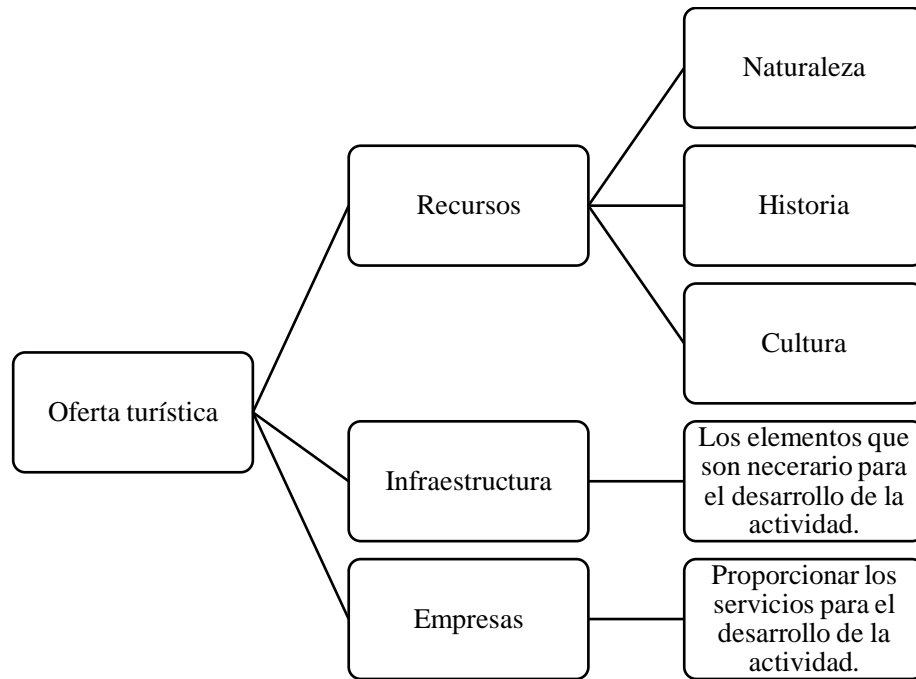 Oferta turística
Recursos
Naturaleza
Historia
Cultura
Infraestructura
Los elementos que
son necerario para
el desarrollo de la
actividad.
Empresas
Proporcionar los
servicios para el
desarrollo de la
actividad.